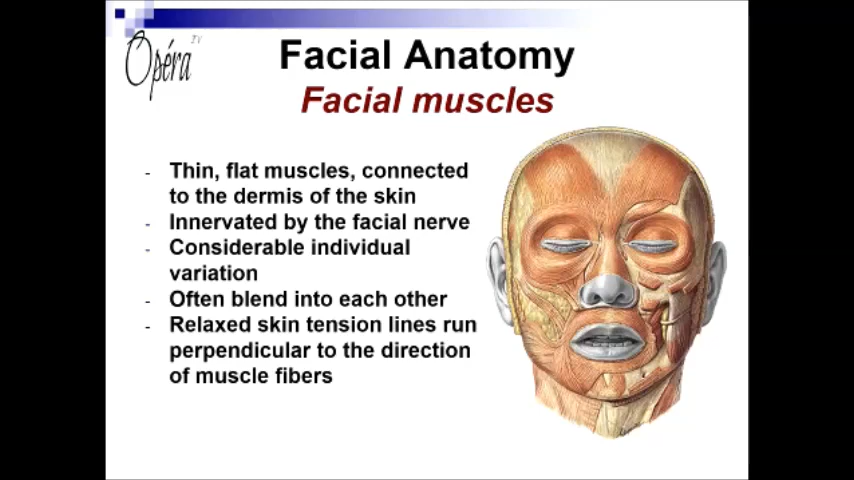 Opéra
TV
Facial Anatomy
Facial muscles
- Thin, flat muscles, connected
to the dermis of the skin
- Innervated by the facial nerve
- Considerable individual
variation
- Often blend into each other
- Relaxed skin tension lines run
perpendicular to the direction
of muscle fibers